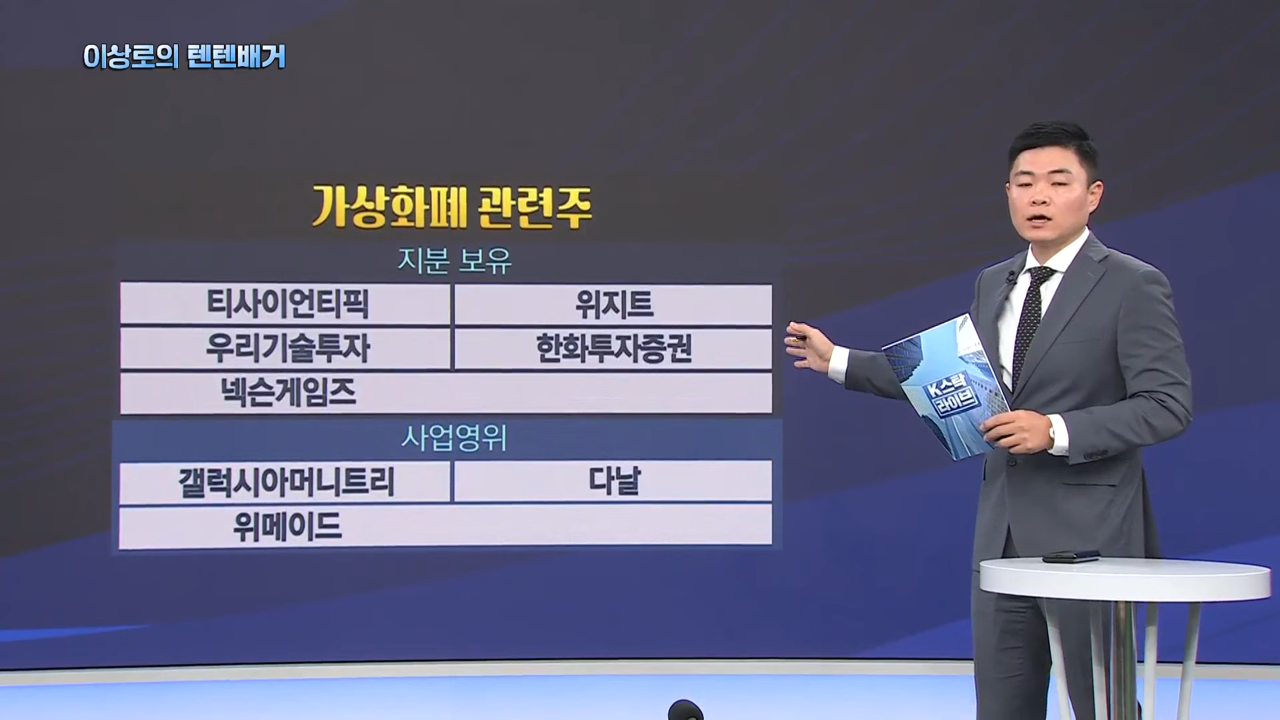 이상로의 텐텐배거
가상화폐 관련주
지분 보유
티사이언티픽 위지트
우리기술투자 한화투자증권
넥슨게임즈
사업영위
갤럭시아머니트리 다날
위메이드
K스탁
라이브